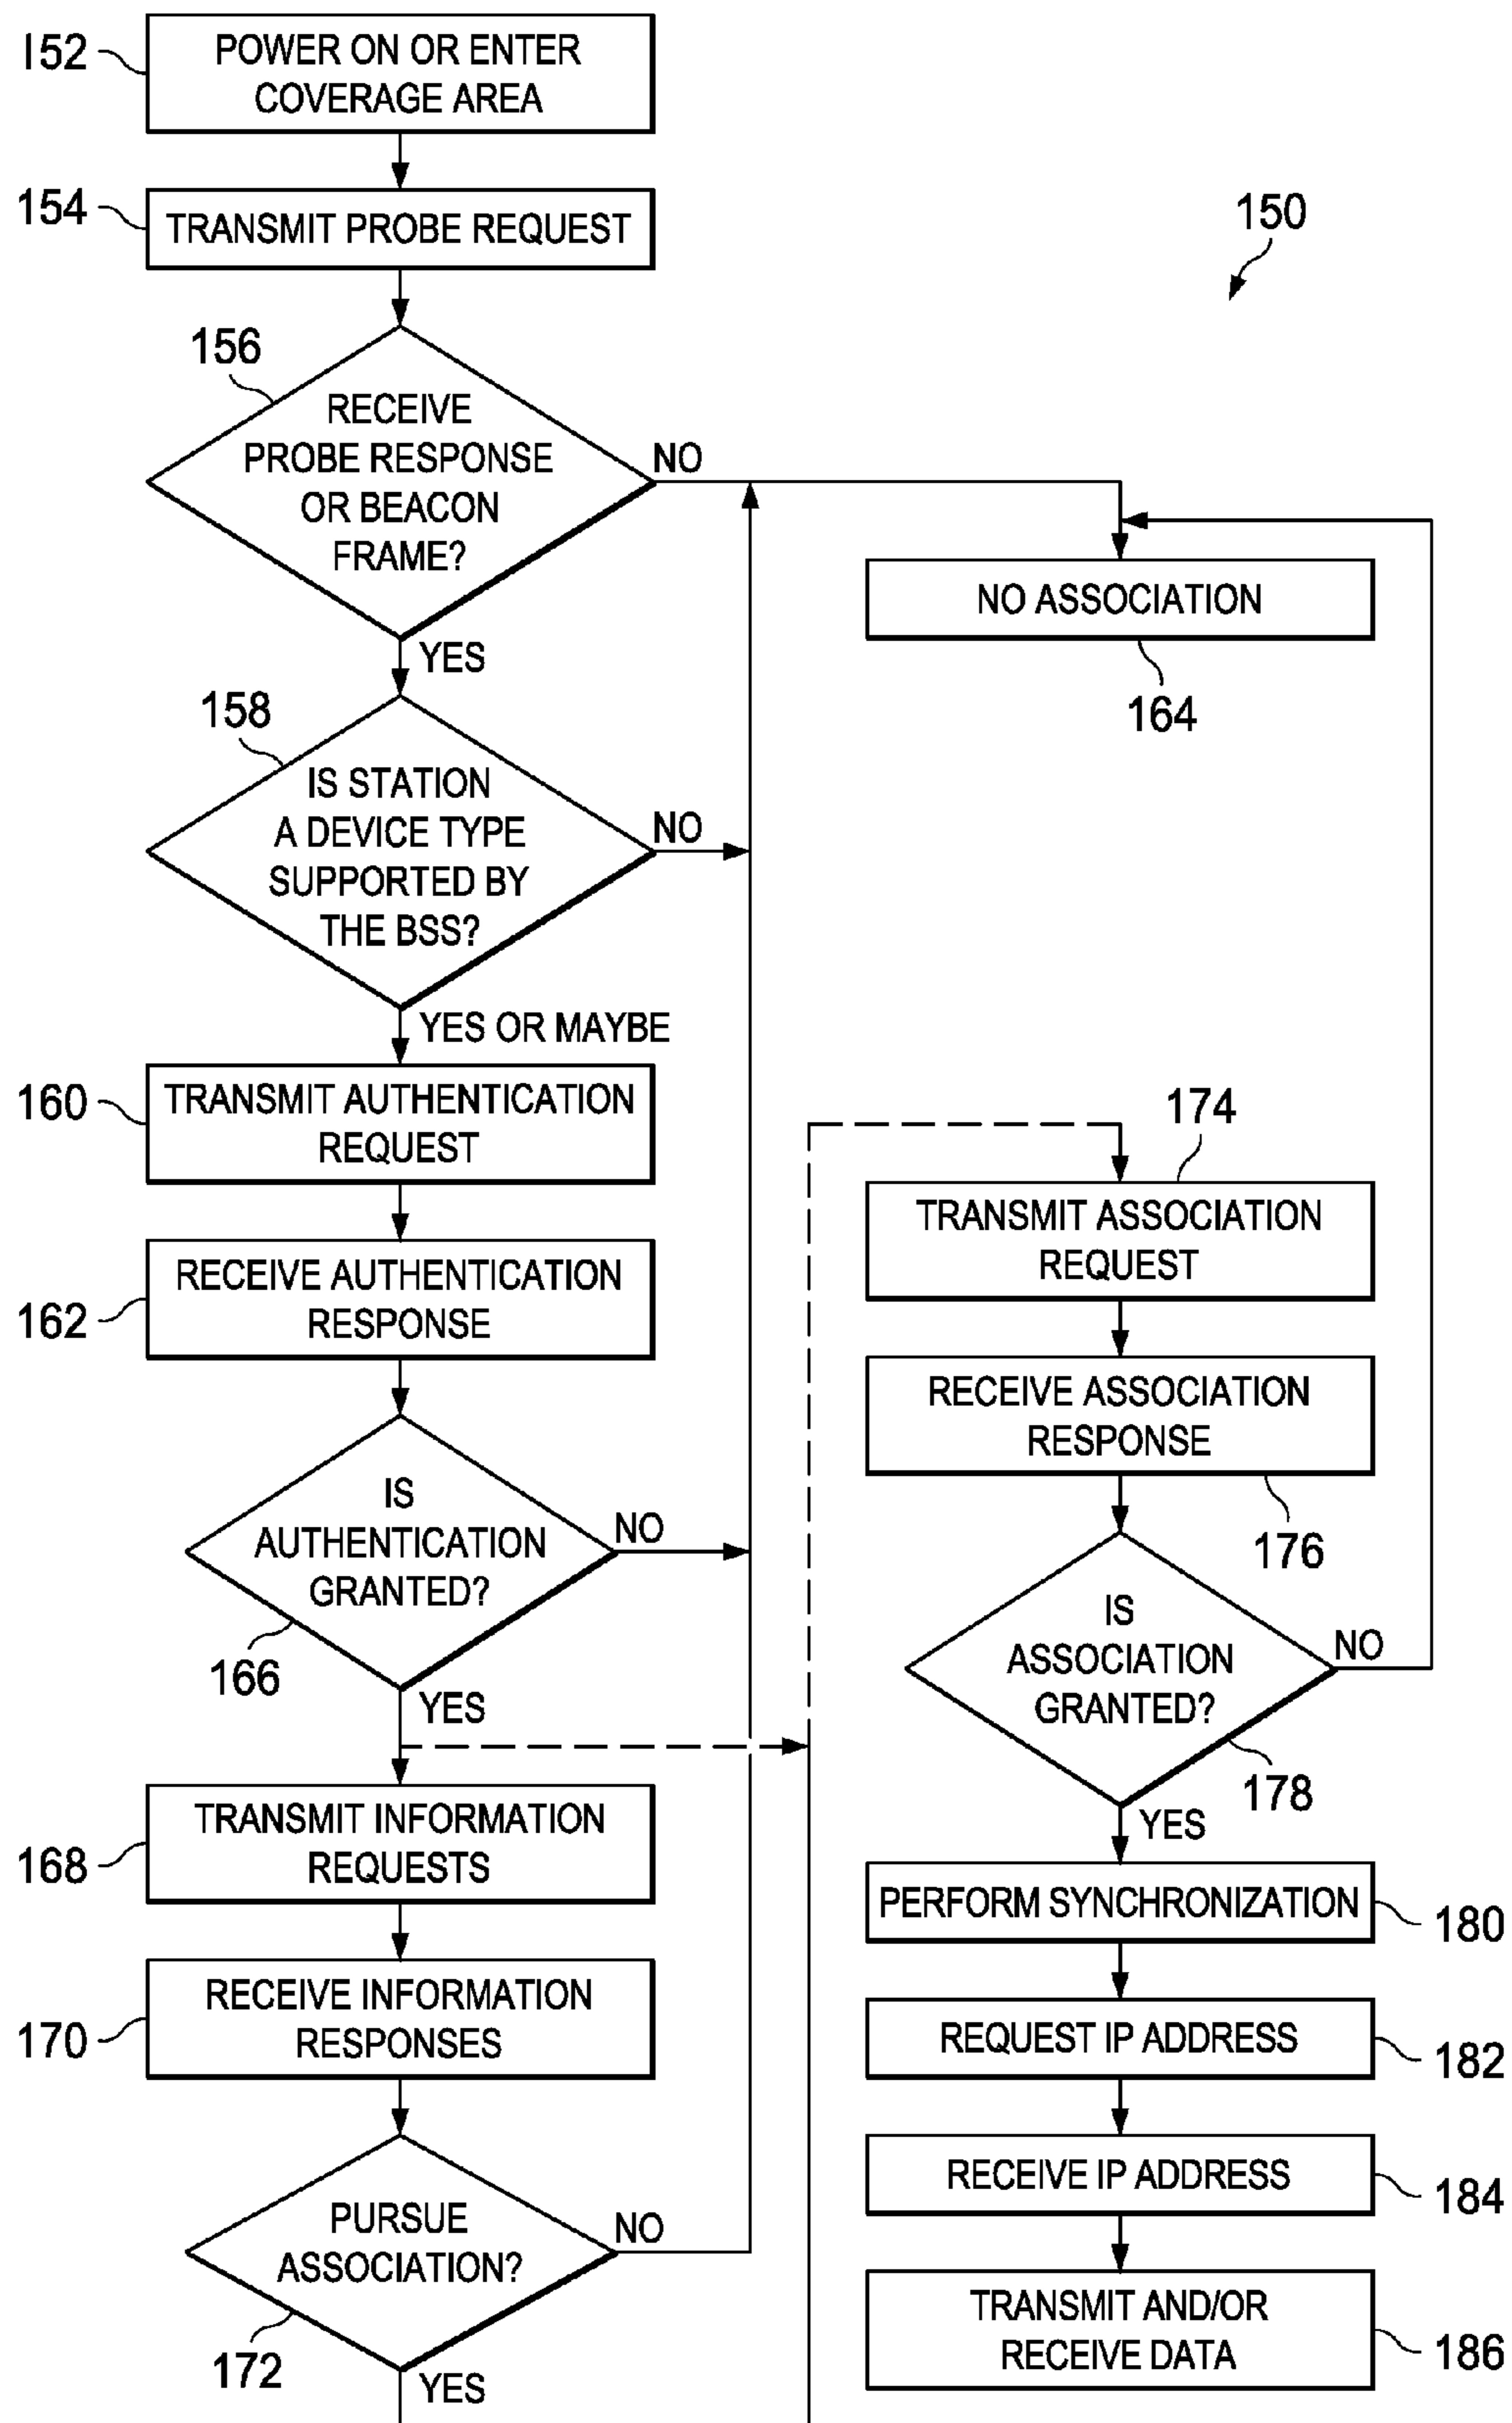 152
POWER ON OR ENTER
COVERAGE AREA
154
TRANSMIT PROBE REQUEST
150
156
RECEIVE
PROBE RESPONSE
OR BEACON
FRAME?
NO
YES
NO ASSOCIATION
164
158
IS STATION
A DEVICE TYPE
SUPPORTED BY
THE BSS?
NO
YES OR MAYBE
160
TRANSMIT AUTHENTICATION
REQUEST
162
RECEIVE AUTHENTICATION
RESPONSE
IS
AUTHENTICATION
GRANTED?
NO
166
YES
168
TRANSMIT INFORMATION
REQUESTS
170
RECEIVE INFORMATION
RESPONSES
PURSUE
ASSOCIATION?
NO
172
YES
174
TRANSMIT ASSOCIATION
REQUEST
RECEIVE ASSOCIATION
RESPONSE
176
IS
ASSOCIATION
GRANTED?
NO
178
YES
PERFORM SYNCHRONIZATION
180
REQUEST IP ADDRESS
182
RECEIVE IP ADDRESS
184
TRANSMIT AND/OR
RECEIVE DATA
186